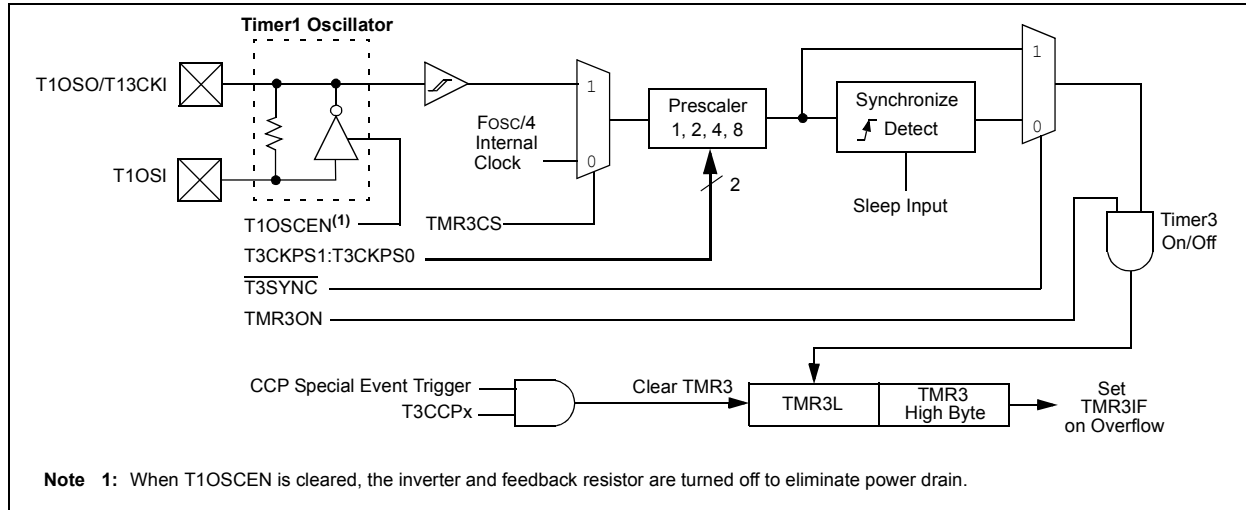 Timer1 Oscillator
T1OSO/T13CKI
T1OSI
1
FOSC/4
Internal
Clock
0
Prescaler
1, 2, 4, 8
2
Synchronize
Detect
Sleep Input
1
0
Timer3
On/Off
T1OSCEN(1)
TMR3CS
T3CKPS1:T3CKPS0
T3SYNC
TMR3ON
CCP Special Event Trigger
T3CCPx
Clear TMR3
TMR3L
TMR3
High Byte
Set
TMR3IF
on Overflow
Note 1: When T1OSCEN is cleared, the inverter and feedback resistor are turned off to eliminate power drain.